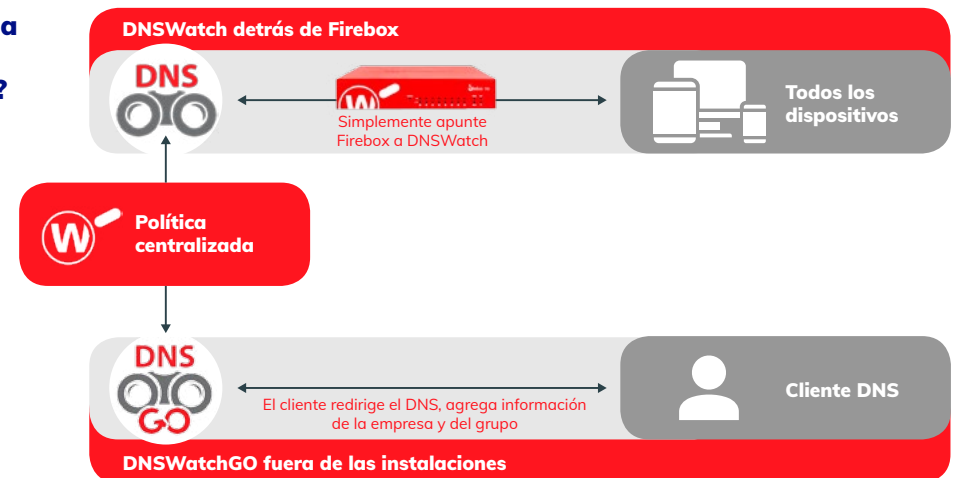 a
?
DNSWatch detrás de Firebox
DNS
W
Simplemente apunte
Firebox a DNSWatch
Todos los
dispositivos
W
Política
centralizada
DNS
GO
El cliente redirige el DNS, agrega información
de la empresa y del grupo
Cliente DNS
DNSWatchGO fuera de las instalaciones